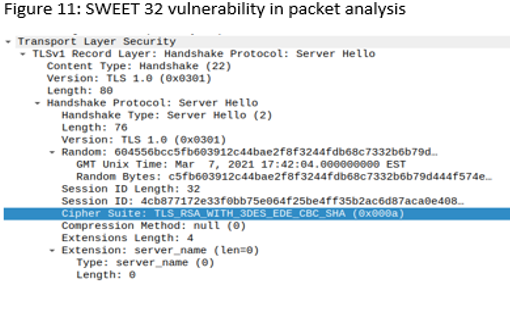 Figure 11: SWEET 32 vulnerability in packet analysis
Transport Layer Security
TLSv1 Record Layer: Handshake Protocol: Server Hello
Content Type: Handshake (22)
Version: TLS 1.0 (0x0301)
Length: 80
Handshake Protocol: Server Hello
Handshake Type: Server Hello (2)
Length: 76
Version: TLS 1.0 (0x0301)
Random: 604556bcc5fb603912c44bae2f8f3244fdb68c7332b6b79d…
GMT Unix Time: Mar  7, 2021 17:42:04.000000000 EST
Random Bytes: c5fb603912c44bae2f8f3244fdb68c7332b6b79d444f574e…
Session ID Length: 32
Session ID: 4cb877172e33f0bb75e064f25be4ff35b2ac6d87aca0e408…
Cipher Suite: TLS_RSA_WITH_3DES_EDE_CBC_SHA (0x000a)
Compression Method: null (0)
Extensions Length: 4
Extension: server_name (len=0)
Type: server_name (0)
Length: 0